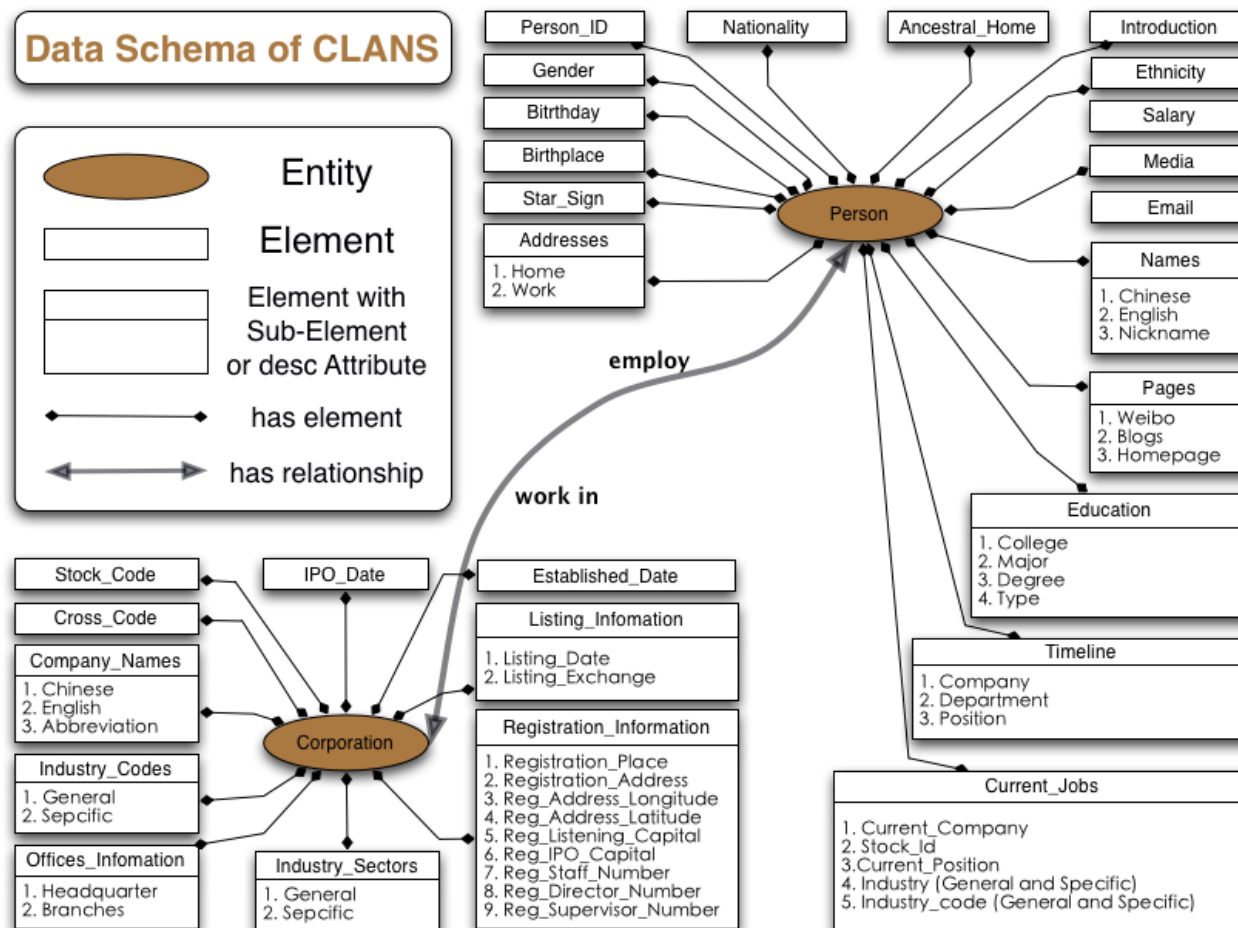 Data Schema of CLANS
Entity
Element
Element with
Sub-Element
or desc Attribute
has element
has relationship
Person_ID
Gender
Bitrthday
Birthplace
Star_Sign
Addresses
1. Home
2. Work
Nationality
Ancestral_Home
Introduction
Ethnicity
Salary
Media
Email
Names
1. Chinese
2. English
3. Nickname
Pages
1. Weibo
2. Blogs
3. Homepage
Person
employ
work in
Education
1. College
2. Major
3. Degree
4. Type
Timeline
1. Company
2. Department
3. Position
Current_Jobs
1. Current_Company
2. Stock_Id
3.Current_Position
4. Industry (General and Specific)
5. Industry_code (General and Specific)
Stock_Code
Cross_Code
Company_Names
1. Chinese
2. English
3. Abbreviation
Industry_Codes
1. General
2. Sepcific
Offices_Infomation
1. Headquarter
2. Branches
IPO_Date
Corporation
Industry_Sectors
1. General
2. Sepcific
Established_Date
Listing_Infomation
1. Listing_Date
2. Listing_Exchange
Registration_Information
1. Registration_Place
2. Registration_Address
3. Reg_Address_Longitude
4. Reg_Address_Latitude
5. Reg_Listening_Capital
6. Reg_IPO_Capital
7. Reg_Staff_Number
8. Reg_Director_Number
9. Reg_Supervisor_Number